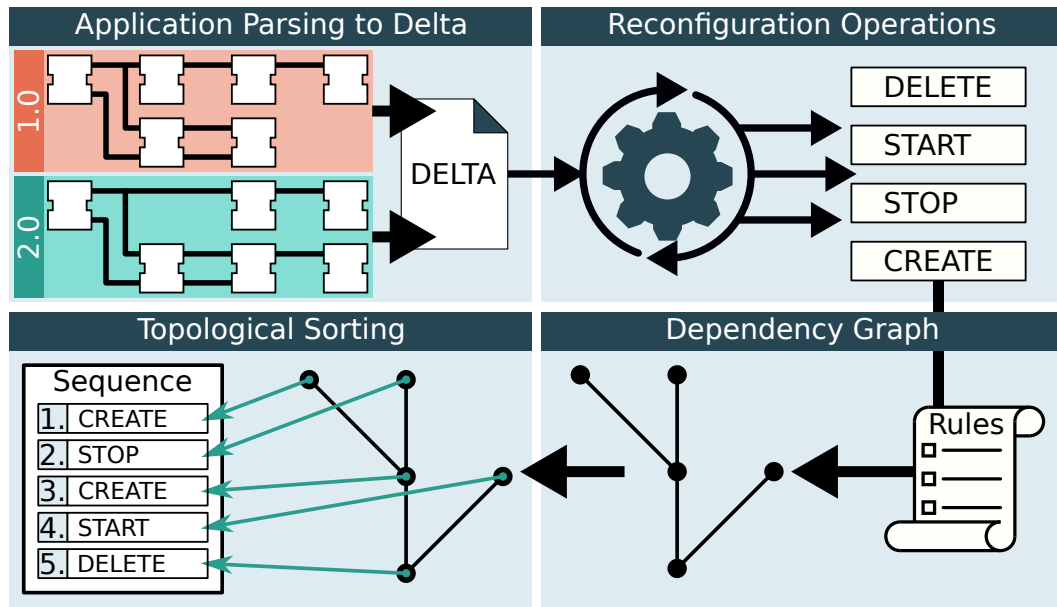 Application Parsing to Delta
1.0
2.0
DELTA
Reconfiguration Operations
DELETE
START
STOP
CREATE
Topological Sorting
Sequence
1. CREATE
2. STOP
3. CREATE
4. START
5. DELETE
Dependency Graph
Rules